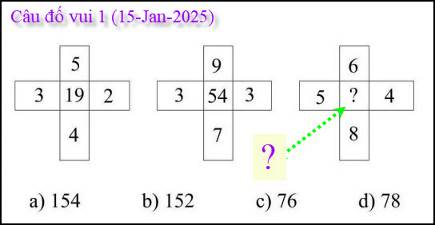 Câu đố vui 1 (15-Jan-2025)
5 9 6
3 19 2 3 54 3 5 ? 4
4 7 8
?
a) 154 b) 152 c) 76 d) 78